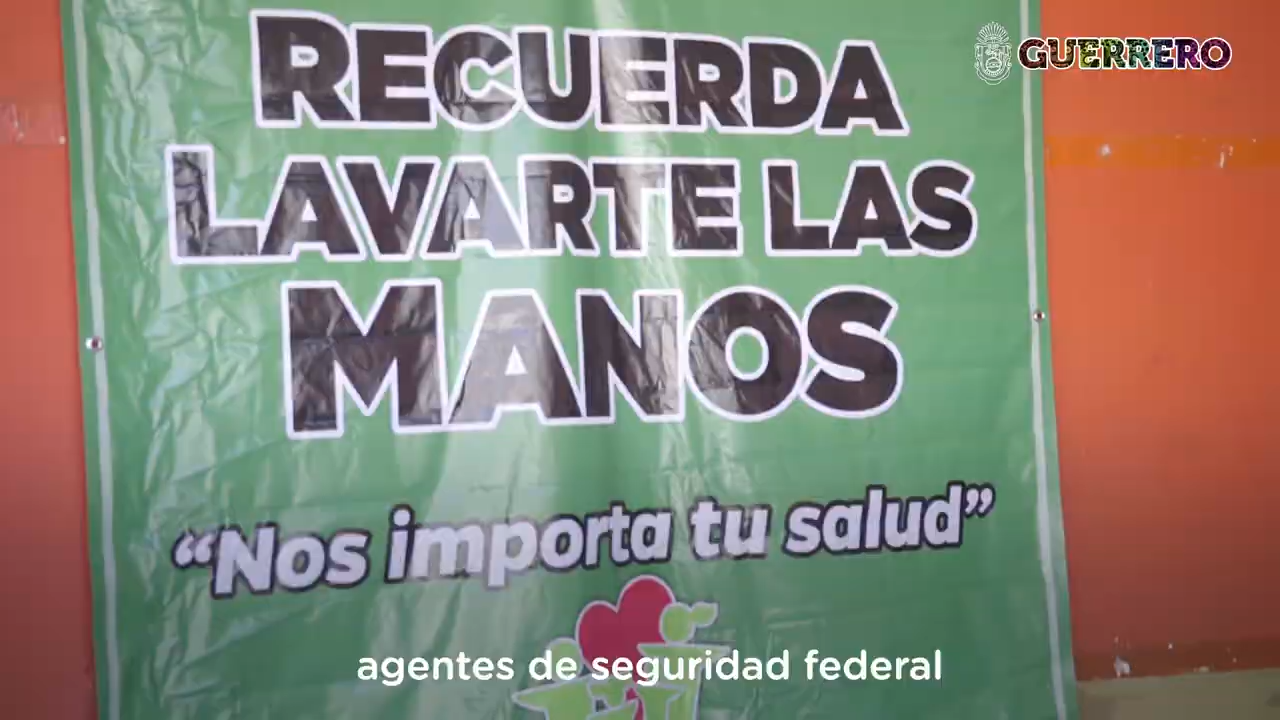 GUERRERO
RECUERDA
LAVARTE LAS
MANOS
“Nos importa tu salud”
agentes de seguridad federal